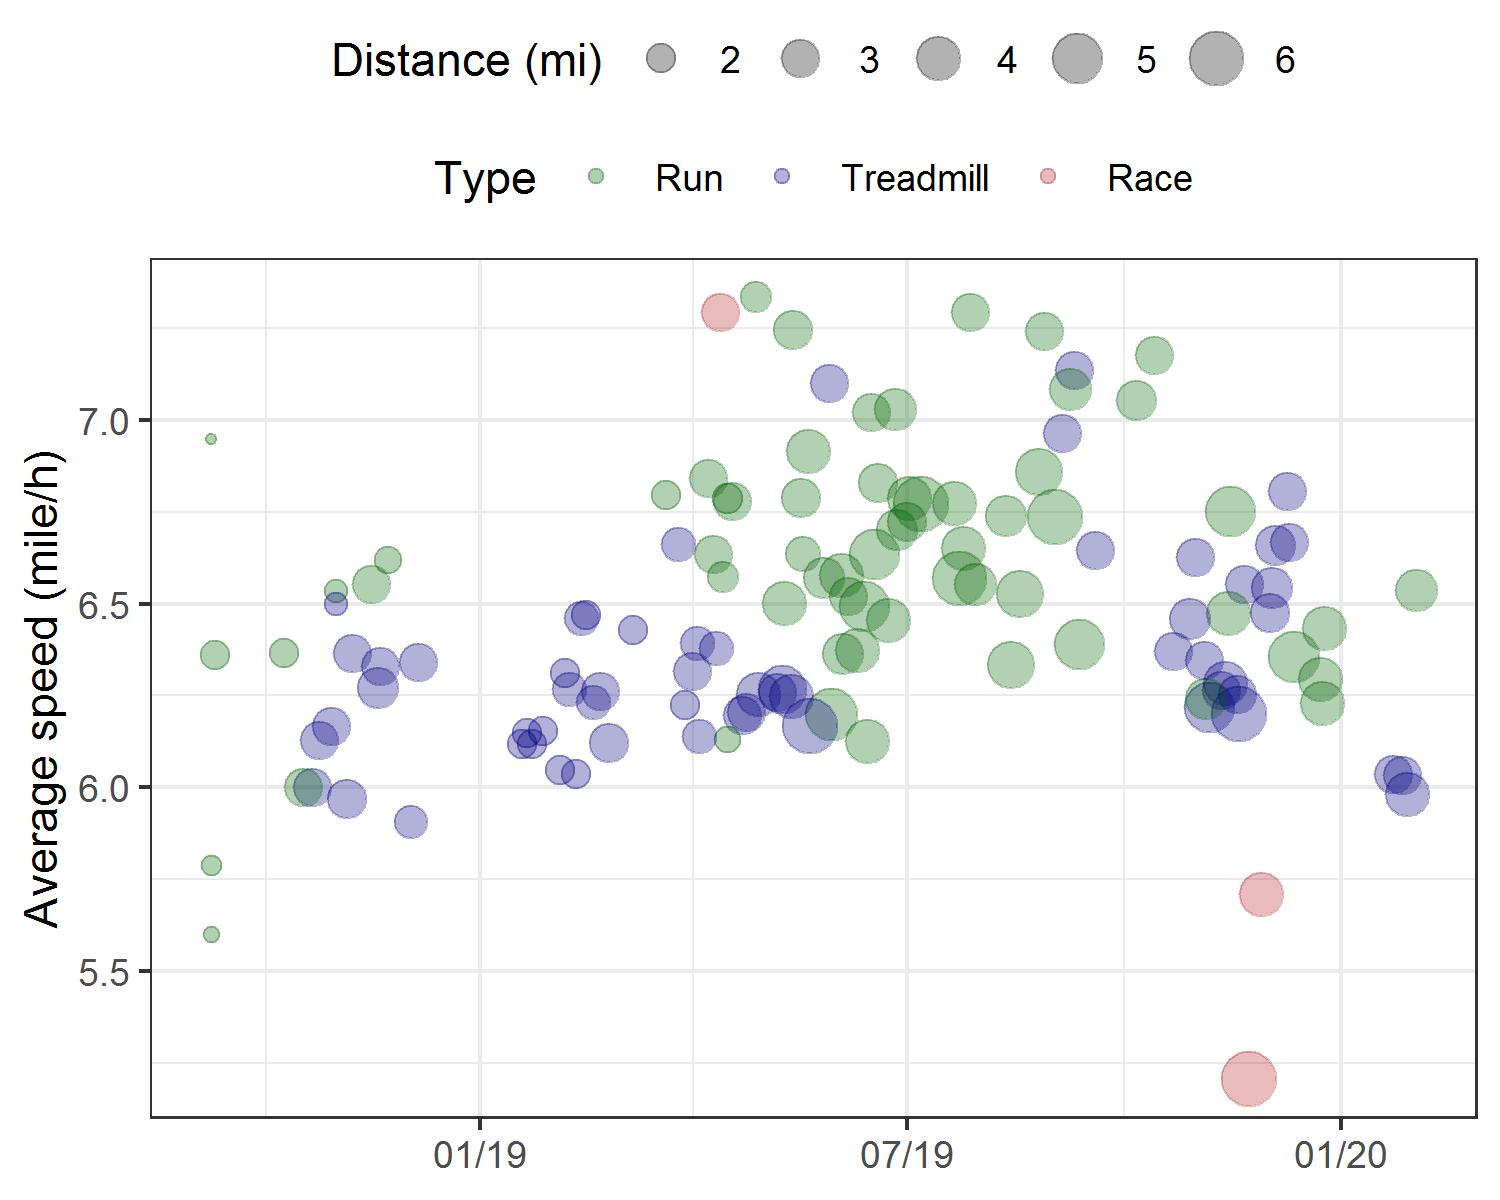 Distance (mi) 2 3 4 5 6
Type Run Treadmill Race
Average speed (mile/h)
7.0
6.5
6.0
5.5
01/19 07/19 01/20